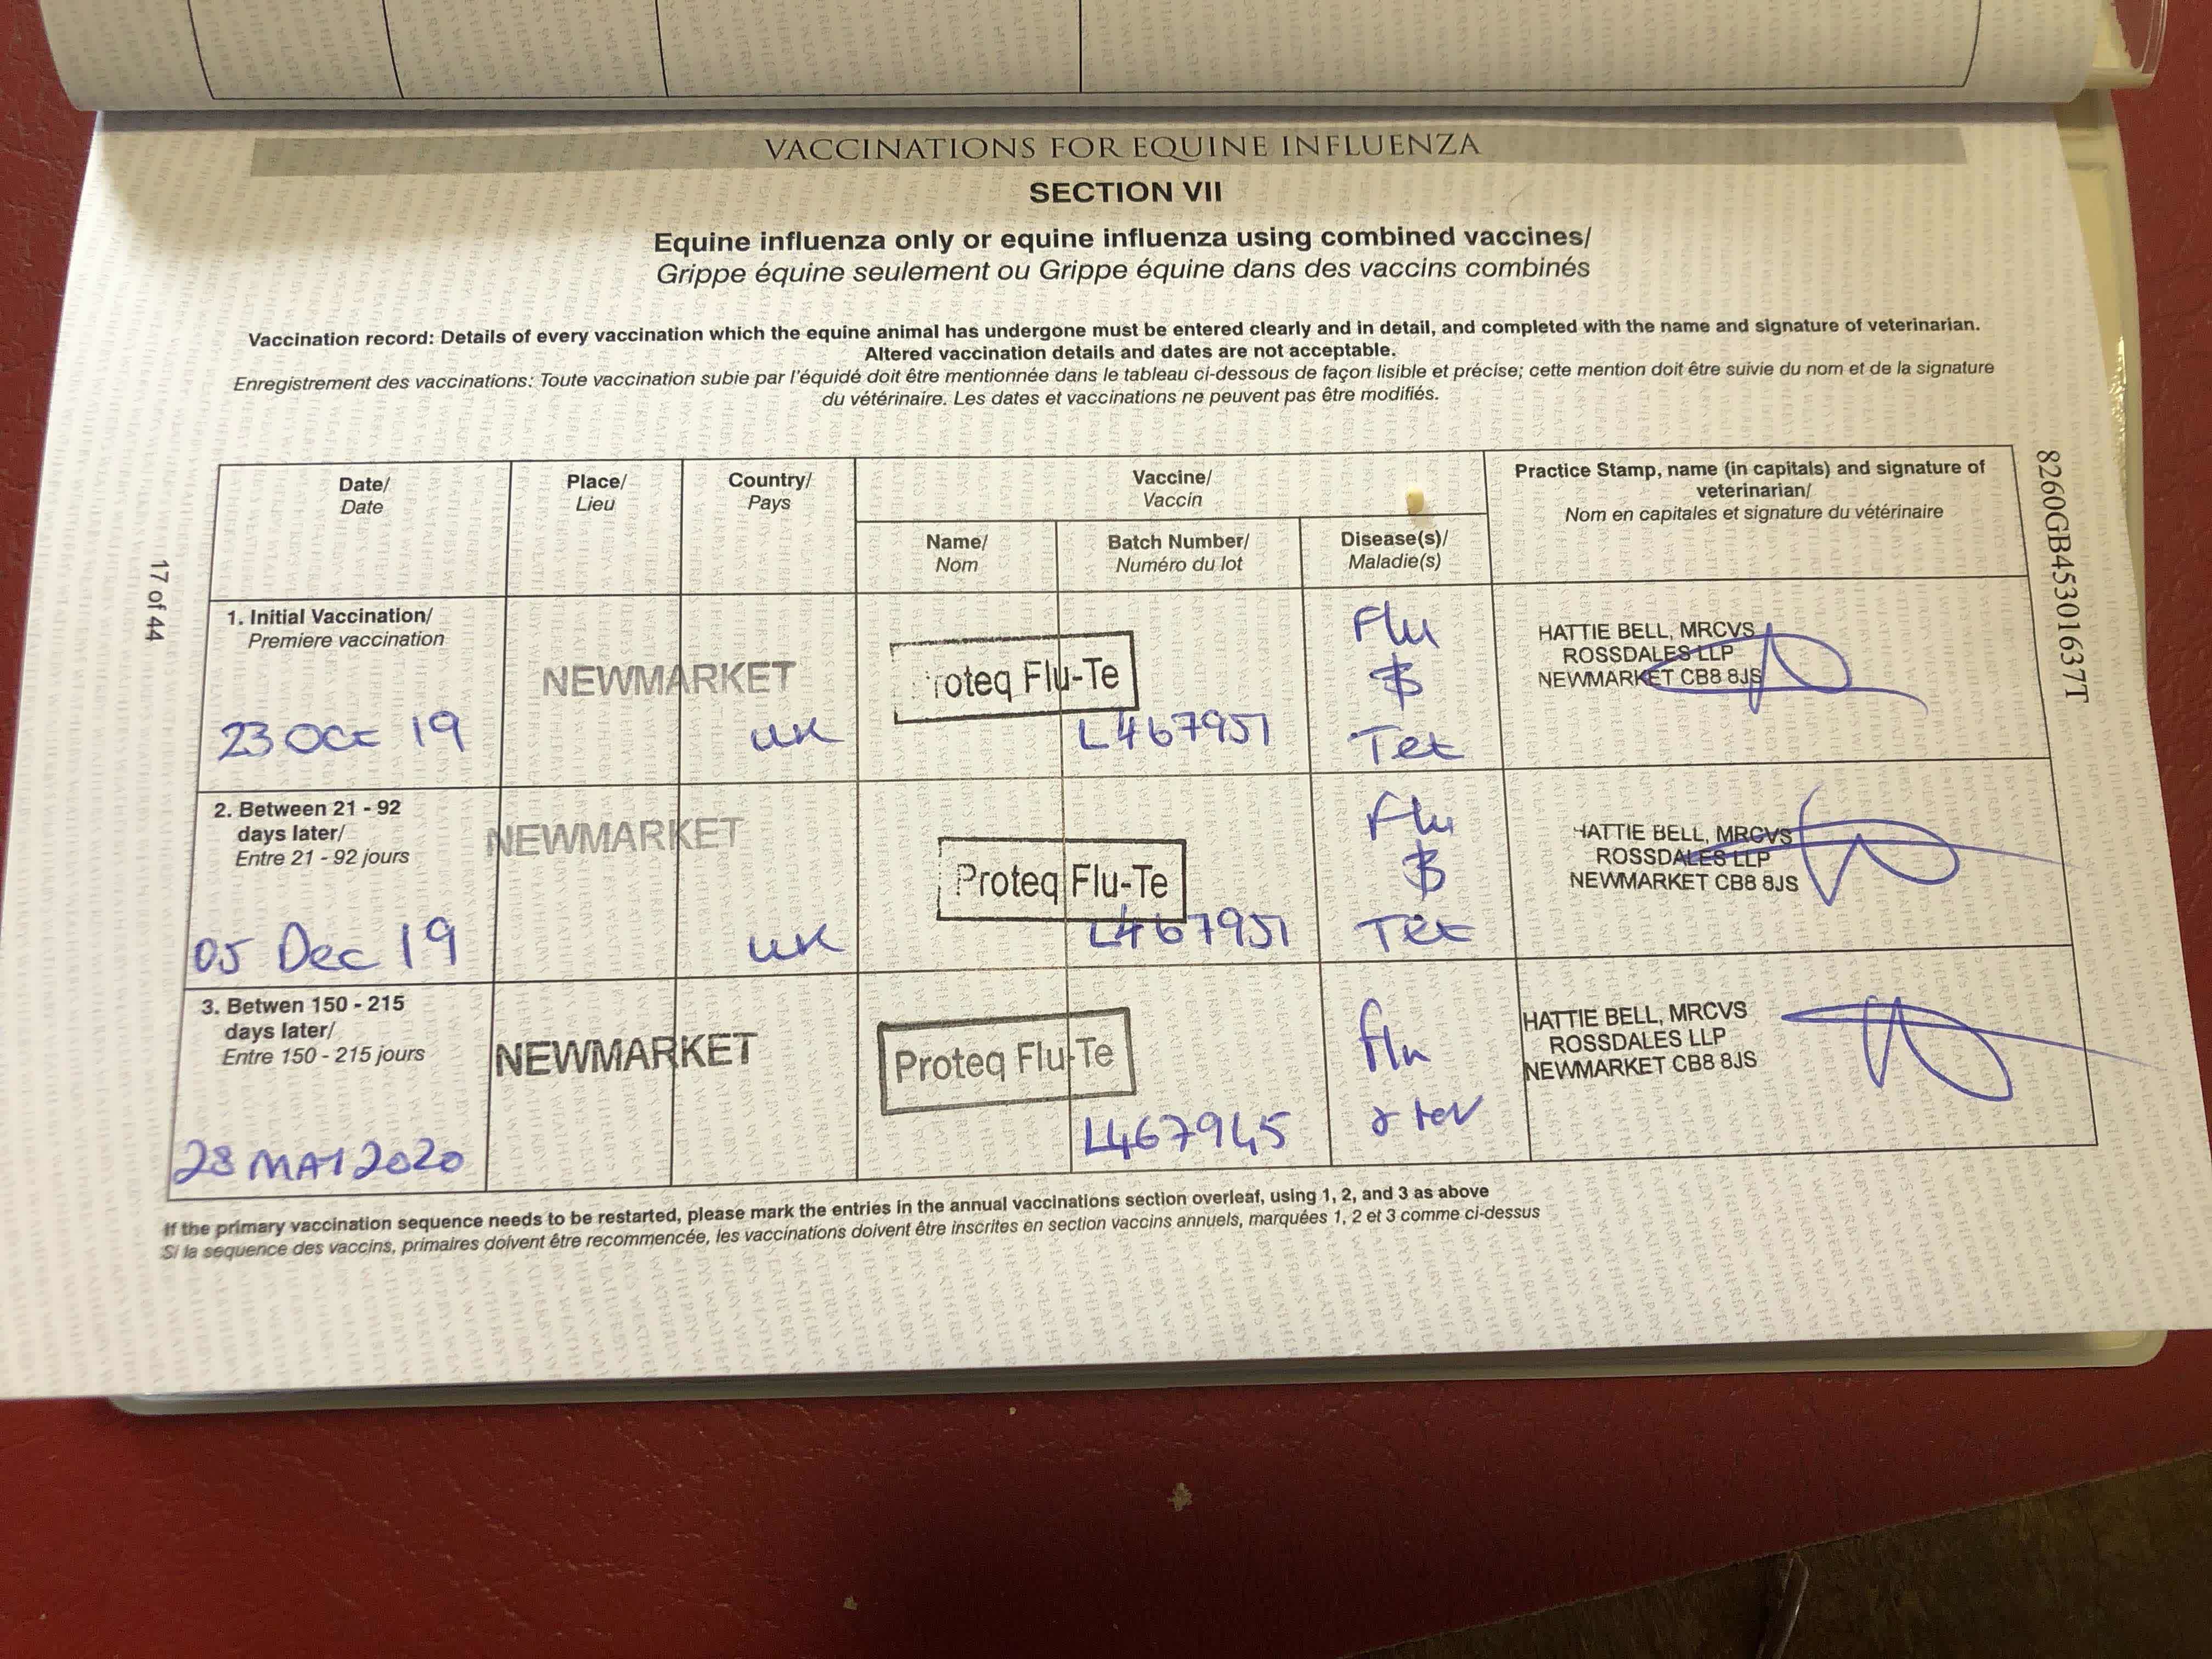 VACCINATIONS FOR EQUINE INFLUENZA
SECTION VII
Equine influenza only or equine influenza using combined vaccines/
Grippe équine seulement ou Grippe équine dans des vaccins combinés
Vaccination record: Details of every vaccination which the equine animal has undergone must be entered clearly and in detail, and completed with the name and signature of veterinarian.
Altered vaccination details and dates are not acceptable.
Enregistrement des vaccinations: Toute vaccination subie par l'équidé doit être mentionnée dans le tableau ci-dessous de façon lisible et précise; cette mention doit être suivie du nom et de la signature
du vétérinaire. Les dates et vaccinations ne peuvent pas être modifiés.
Date/
Date
Place/
Lieu
Country/
Pays
Vaccine/
Vaccin
Name/
Nom
Batch Number/
Numéro du lot
Disease(s)/
Maladie(s)
Practice Stamp, name (in capitals) and signature of
veterinarian/
Nom en capitales et signature du vétérinaire
1. Initial Vaccination/
Premiere vaccination
23 Oct 19
NEWMARKET
UK
roteq Flu-Te
L467951
Flu
&
Tet
HATTIE BELL, MRCVS
ROSSDALES LLP
NEWMARKET CB8 8JS
2. Between 21 - 92
days later/
Entre 21 - 92 jours
05 Dec 19
NEWMARKET
UK
Proteq Flu-Te
L467951
Flu
&
Tet
HATTIE BELL, MRCVS
ROSSDALES LLP
NEWMARKET CB8 8JS
3. Betwen 150 - 215
days later/
Entre 150 - 215 jours
28 MAY 2020
NEWMARKET
Proteq Flu-Te
L467945
flu
& tet
HATTIE BELL, MRCVS
ROSSDALES LLP
NEWMARKET CB8 8JS
If the primary vaccination sequence needs to be restarted, please mark the entries in the annual vaccinations section overleaf, using 1, 2, and 3 as above
Si la sequence des vaccins, primaires doivent être recommencée, les vaccinations doivent être inscrites en section vaccins annuels, marquées 1, 2 et 3 comme ci-dessus
17 of 44
8260GB45301637T